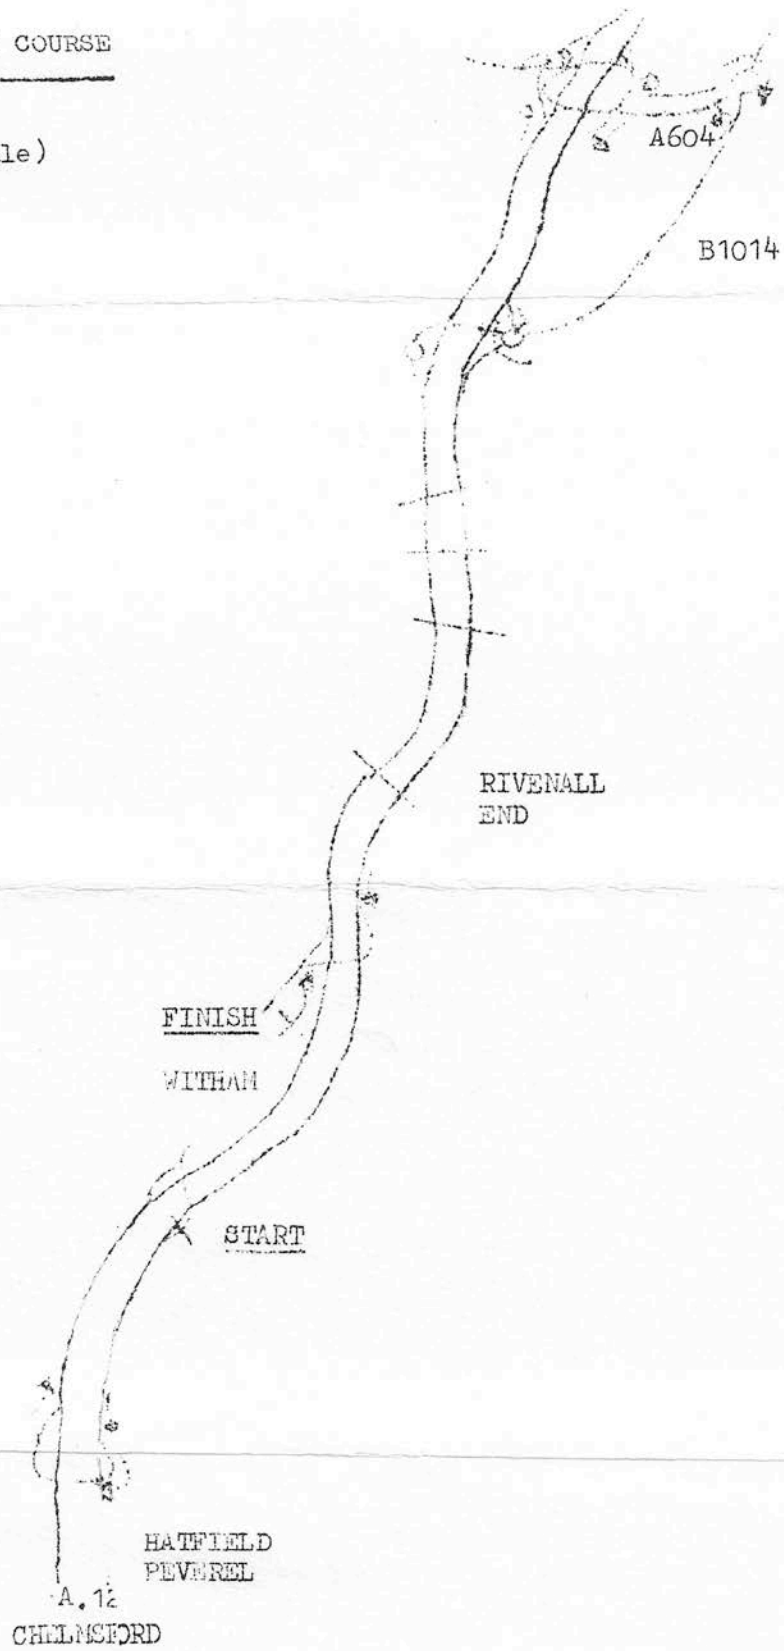 COURSE
le)
A604
B1014
RIVENALL
END
FINISH
WITHAM
START
HATFIELD
PEVEREL
A.12
CHELMSFORD